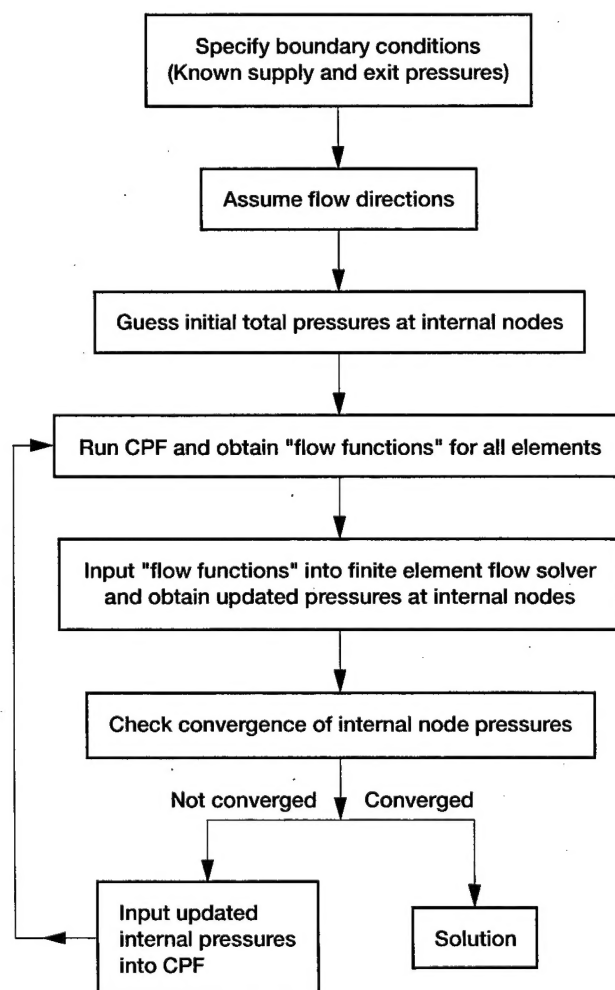 Specify boundary conditions
(Known supply and exit pressures)
Assume flow directions
Guess initial total pressures at internal nodes
Run CPF and obtain "flow functions" for all elements
Input "flow functions" into finite element flow solver
and obtain updated pressures at internal nodes
Check convergence of internal node pressures
Not converged
Converged
Input updated
internal pressures
into CPF
Solution